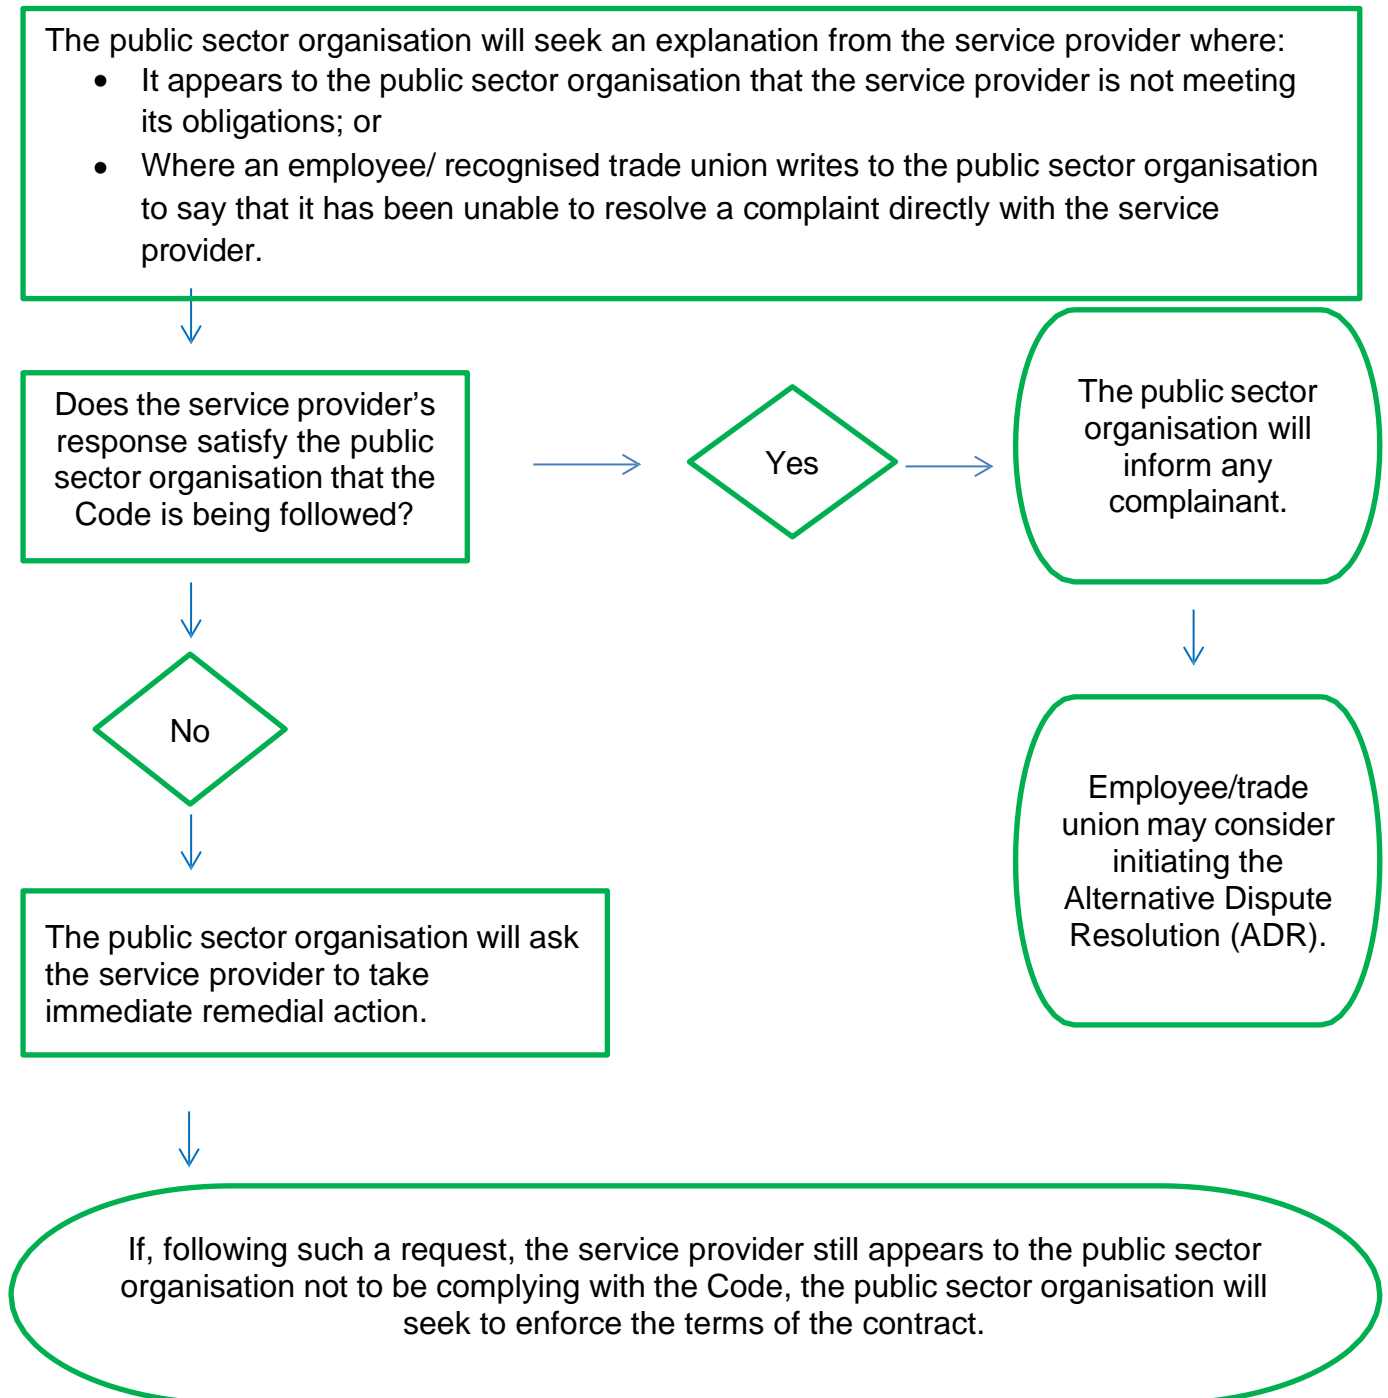 The public sector organisation will seek an explanation from the service provider where:
• It appears to the public sector organisation that the service provider is not meeting
its obligations; or
• Where an employee/ recognised trade union writes to the public sector organisation
to say that it has been unable to resolve a complaint directly with the service
provider.
Does the service provider’s
response satisfy the public
sector organisation that the
Code is being followed?
Yes
The public sector
organisation will
inform any
complainant.
No
Employee/trade
union may consider
initiating the
Alternative Dispute
Resolution (ADR).
The public sector organisation will ask
the service provider to take
immediate remedial action.
If, following such a request, the service provider still appears to the public sector
organisation not to be complying with the Code, the public sector organisation will
seek to enforce the terms of the contract.